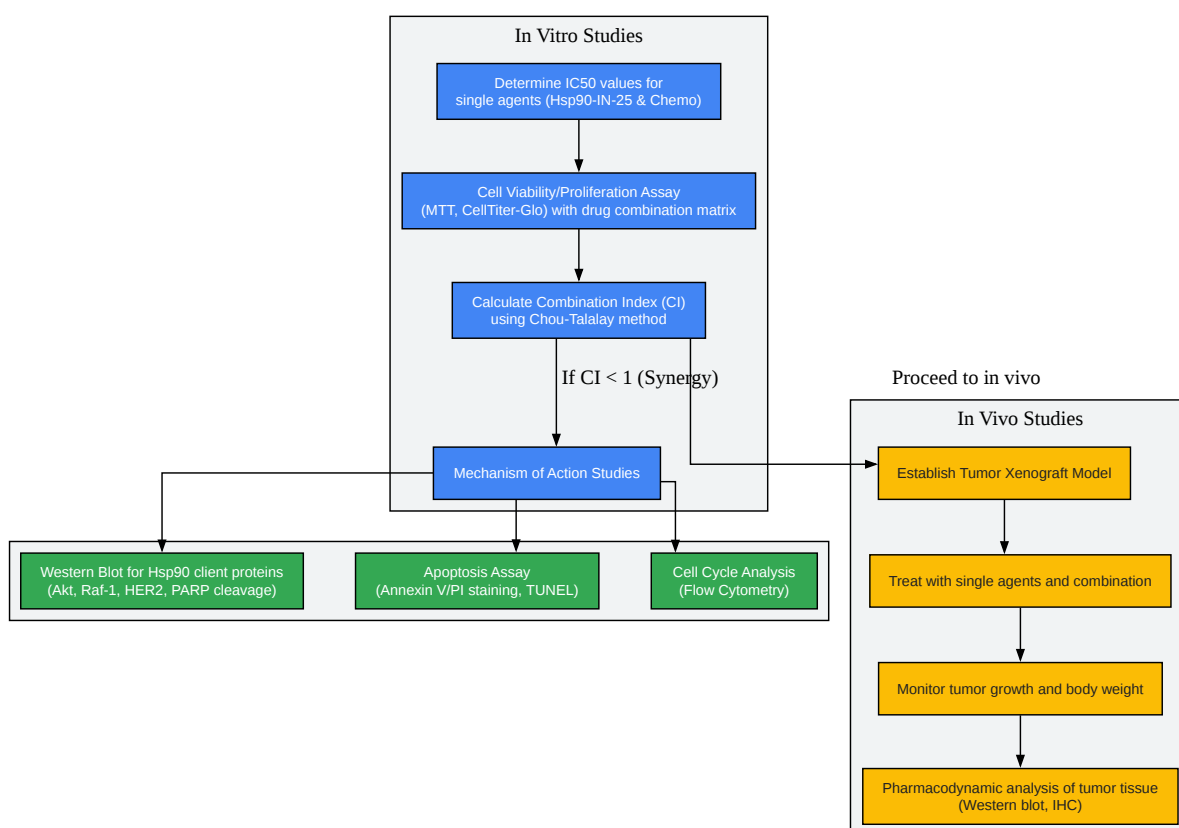 In Vitro Studies
Determine IC50 values for
single agents (Hsp90-IN-25 & Chemo)
Cell Viability/Proliferation Assay
(MTT, CellTiter-Glo) with drug combination matrix
Calculate Combination Index (CI)
using Chou-Talalay method
If CI < 1 (Synergy)
Proceed to in vivo
In Vivo Studies
Mechanism of Action Studies
Establish Tumor Xenograft Model
Western Blot for Hsp90 client proteins
(Akt, Raf-1, HER2, PARP cleavage)
Apoptosis Assay
(Annexin V/PI staining, TUNEL)
Cell Cycle Analysis
(Flow Cytometry)
Treat with single agents and combination
Monitor tumor growth and body weight
Pharmacodynamic analysis of tumor tissue
(Western blot, IHC)